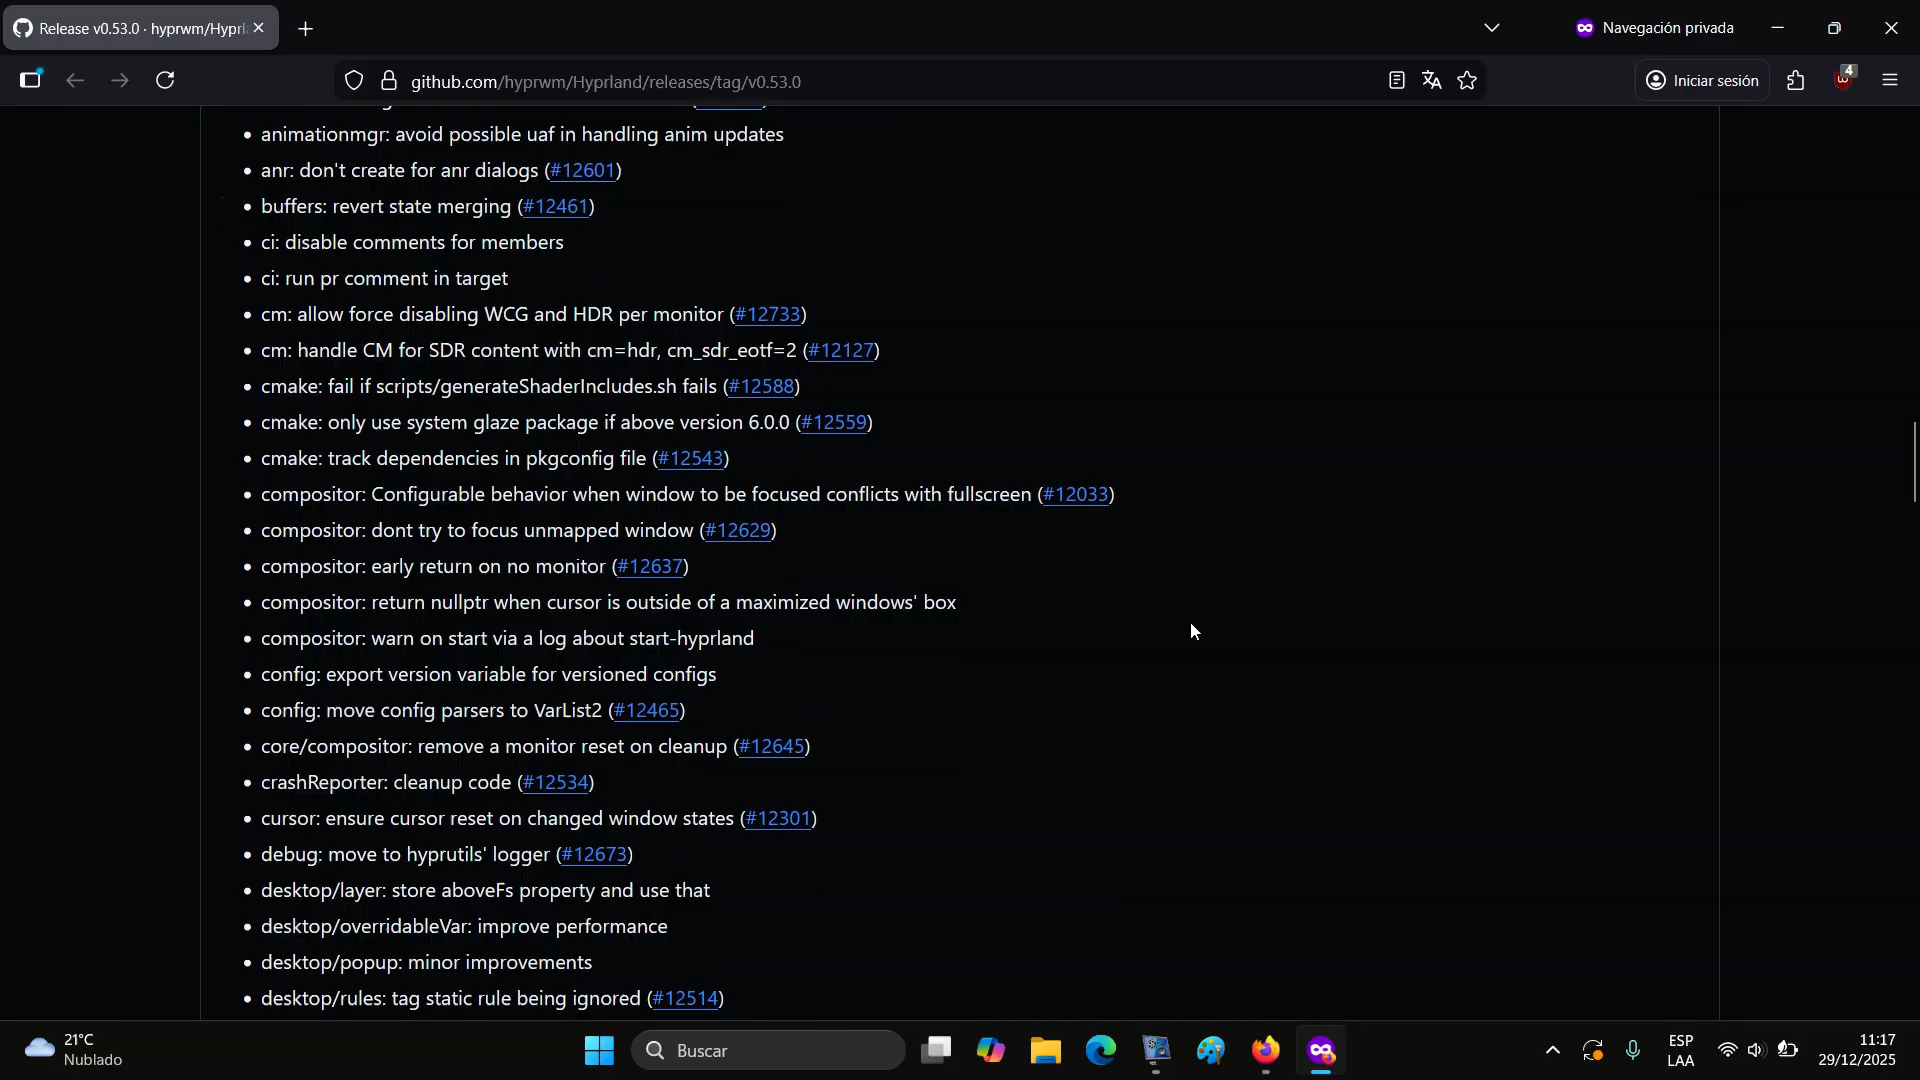 Release v0.53.0 · hyprwm/Hyprl
Navegación privada
github.com/hyprwm/Hyprland/releases/tag/v0.53.0
Iniciar sesión
4
animationmgr: avoid possible uaf in handling anim updates
anr: don't create for anr dialogs (#12601)
buffers: revert state merging (#12461)
ci: disable comments for members
ci: run pr comment in target
cm: allow force disabling WCG and HDR per monitor (#12733)
cm: handle CM for SDR content with cm=hdr, cm_sdr_eotf=2 (#12127)
cmake: fail if scripts/generateShaderIncludes.sh fails (#12588)
cmake: only use system glaze package if above version 6.0.0 (#12559)
cmake: track dependencies in pkgconfig file (#12543)
compositor: Configurable behavior when window to be focused conflicts with fullscreen (#12033)
compositor: dont try to focus unmapped window (#12629)
compositor: early return on no monitor (#12637)
compositor: return nullptr when cursor is outside of a maximized windows' box
compositor: warn on start via a log about start-hyprland
config: export version variable for versioned configs
config: move config parsers to VarList2 (#12465)
core/compositor: remove a monitor reset on cleanup (#12645)
crashReporter: cleanup code (#12534)
cursor: ensure cursor reset on changed window states (#12301)
debug: move to hyprutils' logger (#12673)
desktop/layer: store aboveFs property and use that
desktop/overridableVar: improve performance
desktop/popup: minor improvements
desktop/rules: tag static rule being ignored (#12514)
21°C
Nublado
Buscar
ESP
LAA
11:17
29/12/2025